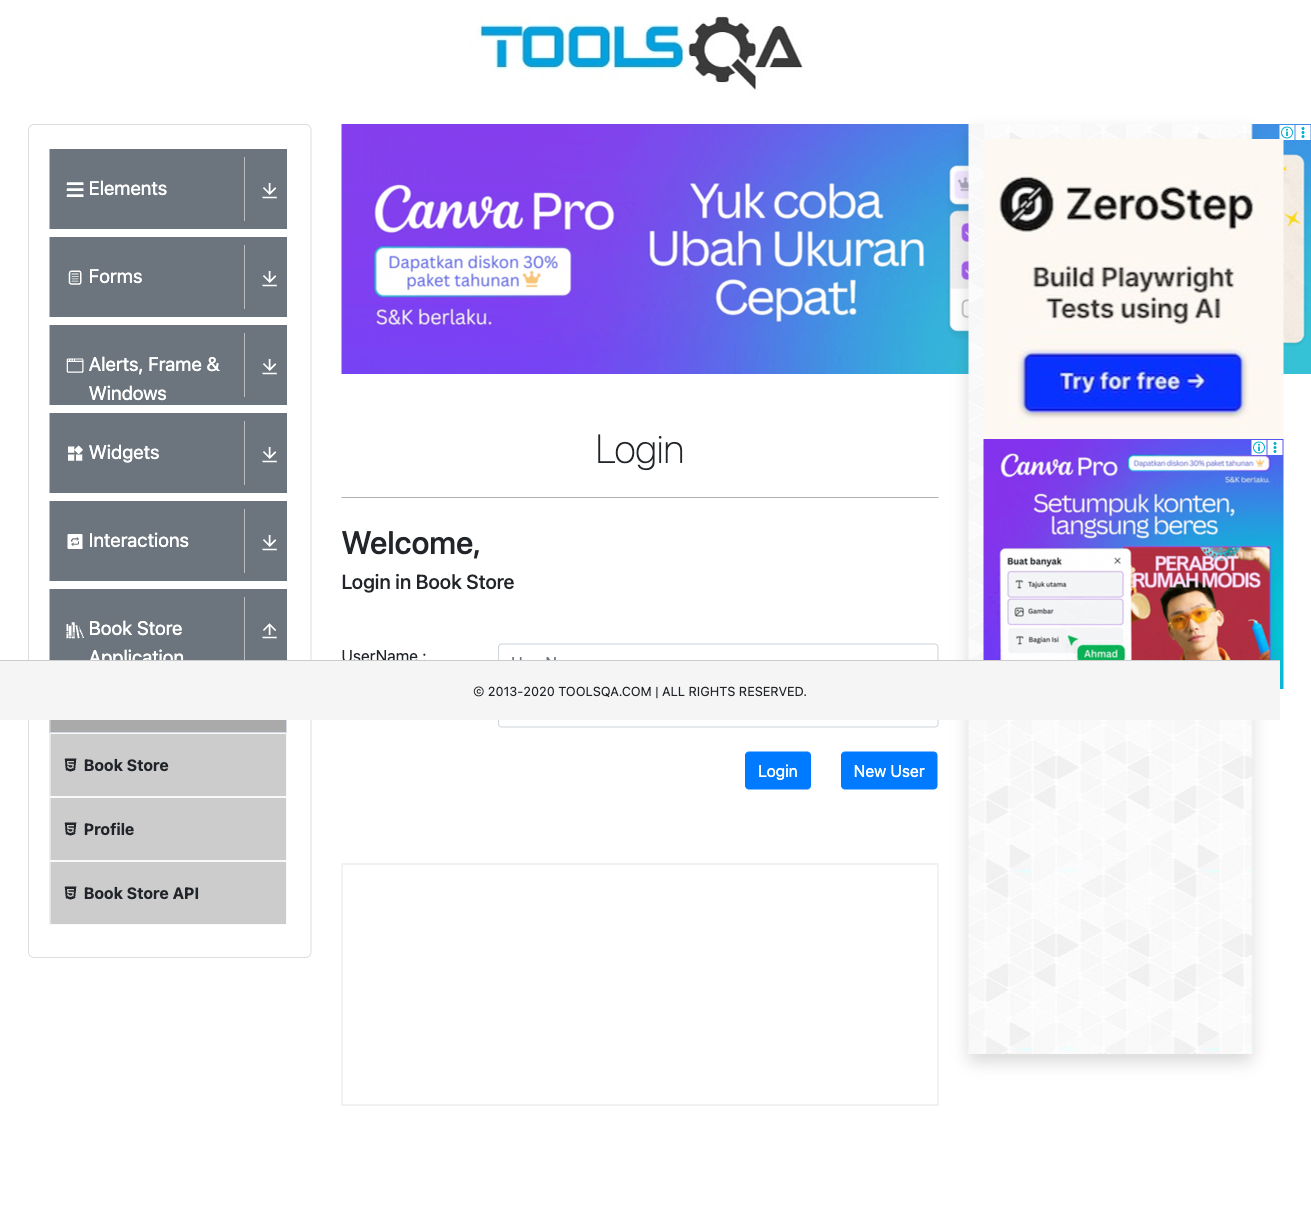 TOOLSQA
Elements
Forms
Alerts, Frame &
Windows
Widgets
Interactions
Book Store
Application
Book Store
Profile
Book Store API
Canva Pro
Dapatkan diskon 30%
paket tahunan
S&K berlaku.
Yuk coba
Ubah Ukuran
Cepat!
Login
Welcome,
Login in Book Store
UserName :
Login
New User
ZeroStep
Build Playwright
Tests using AI
Try for free →
Canva Pro
Dapatkan diskon 30% paket tahunan
S&K berlaku.
Setumpuk konten,
langsung beres
Buat banyak
Tajuk utama
Gambar
Bagian Isi
Ahmad
PERABOT
RUMAH MODIS
© 2013-2020 TOOLSQA.COM | ALL RIGHTS RESERVED.